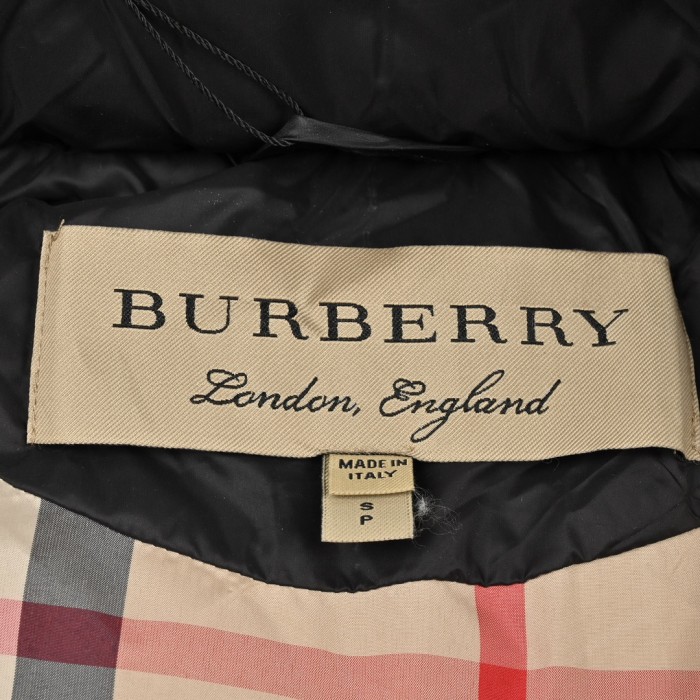 BURBERRY
London, England
MADE IN
ITALY
S
P